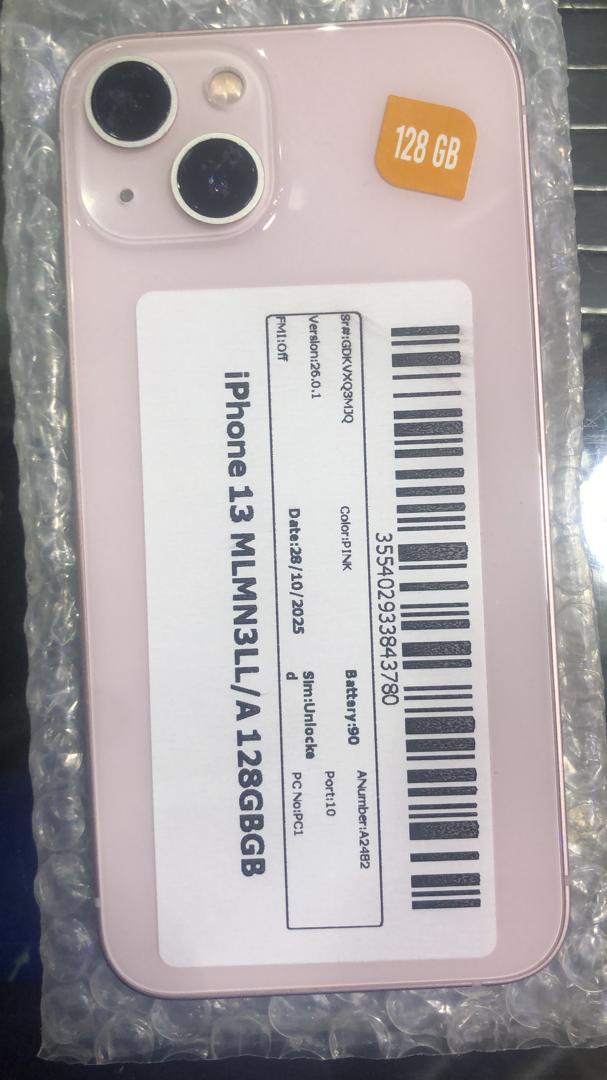 128 GB
355402933843780
Sr#:GDKVXQ3MJQ
Color:PINK
Battery:90
ANumber:A2482
Version:26.0.1
Date:28/10/2025
Sim:Unlocke
d
Port:10
FMI:Off
PC No:PC1
iPhone 13 MLMN3LL/A 128GBGB